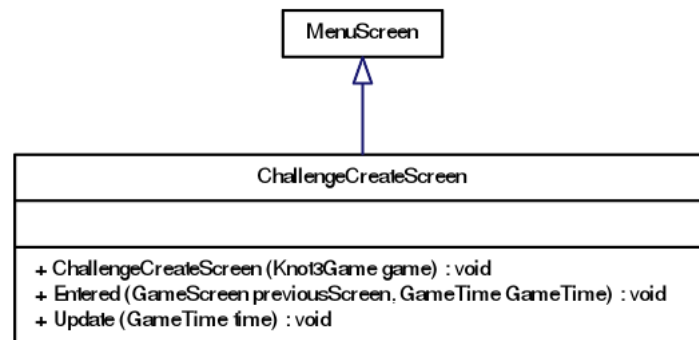 MenuScreen
ChallengeCreateScreen
+ ChallengeCreateScreen (Knot3Game game) : void
+ Entered (GameScreen previousScreen, GameTime GameTime) : void
+ Update (GameTime time) : void